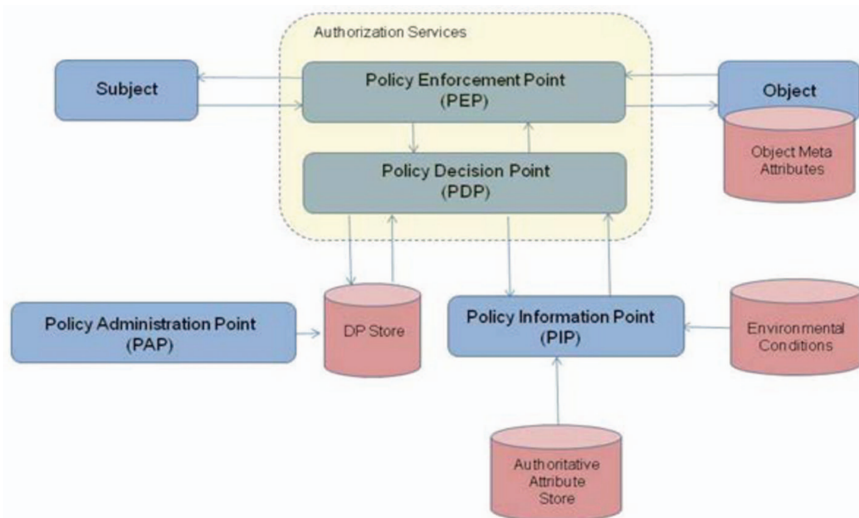 Authorization Services
Subject
Policy Enforcement Point
(PEP)
Object
Object Meta
Attributes
Policy Decision Point
(PDP)
Policy Administration Point
(PAP)
DP Store
Policy Information Point
(PIP)
Environmental
Conditions
Authoritative
Attribute
Store